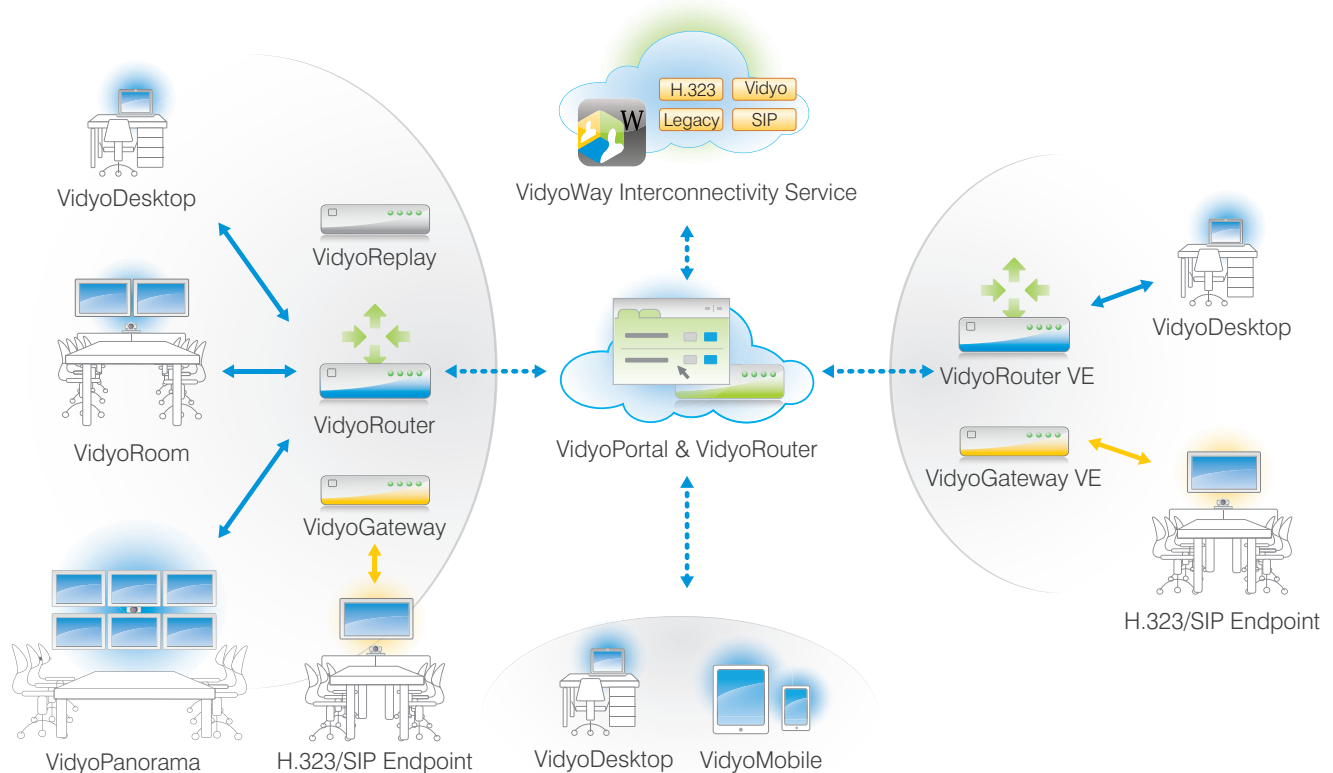 H.323
Vidyo
Legacy
SIP
W
VidyoWay Interconnectivity Service
VidyoDesktop
VidyoReplay
VidyoRoom
VidyoRouter
VidyoGateway
VidyoPanorama
H.323/SIP Endpoint
VidyoPortal & VidyoRouter
VidyoDesktop
VidyoMobile
VidyoRouter VE
VidyoDesktop
VidyoGateway VE
H.323/SIP Endpoint